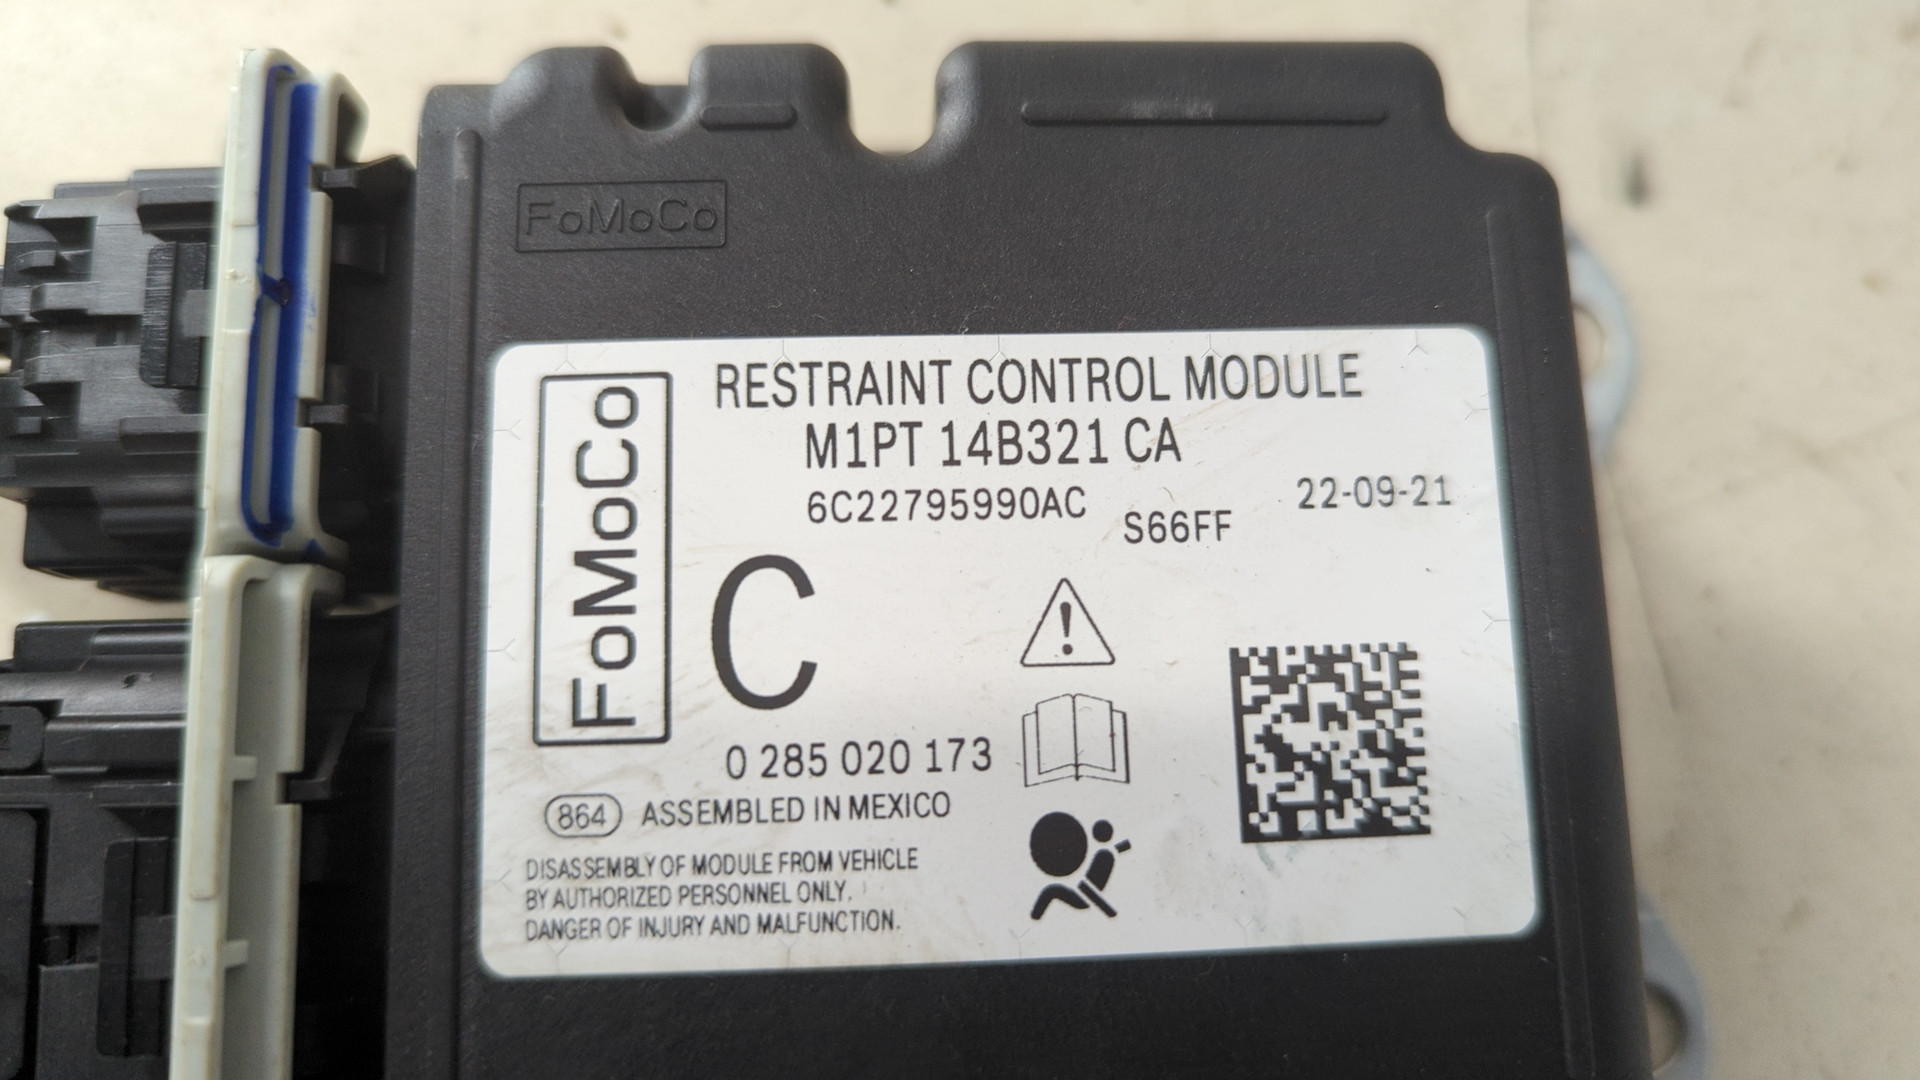 FoMoCo
FoMoCo
RESTRAINT CONTROL MODULE
M1PT 14B321 CA
6C22795990AC
S66FF
22-09-21
C
0 285 020 173
864 ASSEMBLED IN MEXICO
DISASSEMBLY OF MODULE FROM VEHICLE
BY AUTHORIZED PERSONNEL ONLY.
DANGER OF INJURY AND MALFUNCTION.